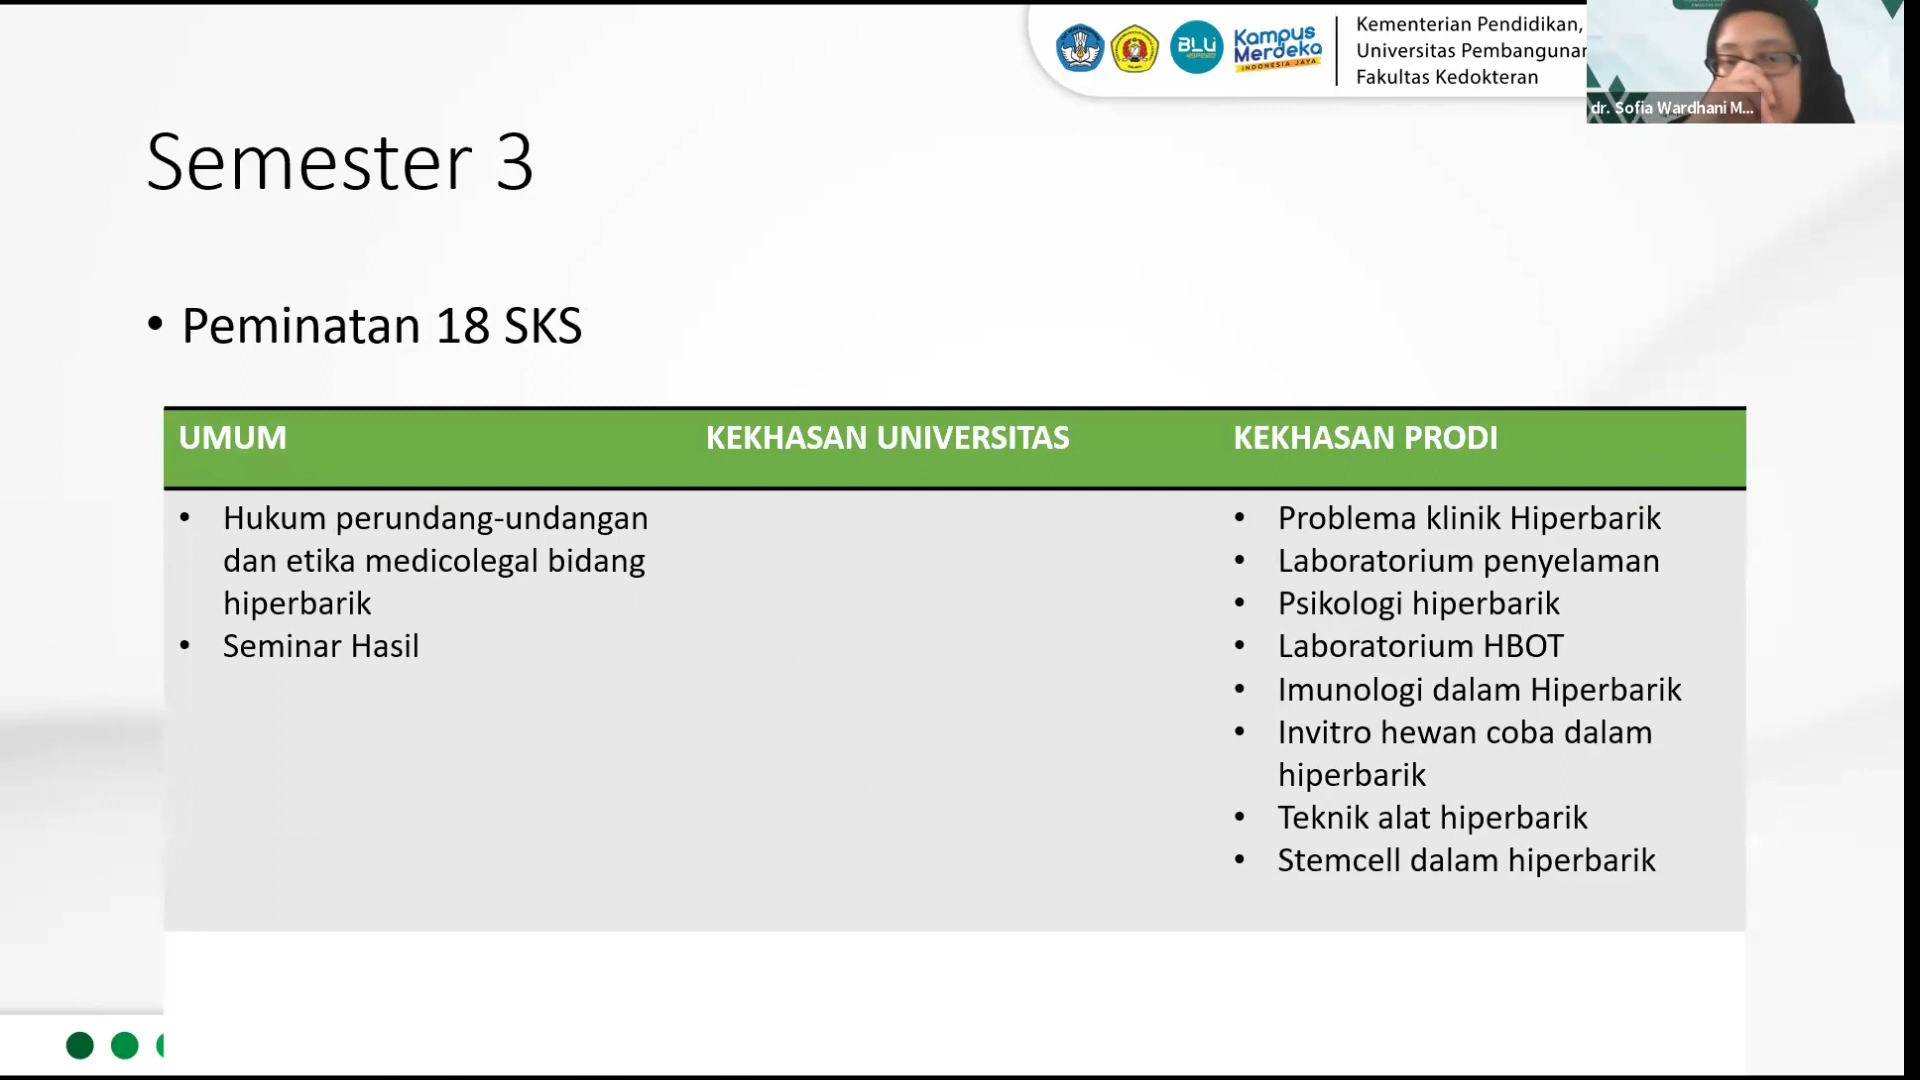 BLU
SPEED
Kampus
Merdeka
INDONESIA JAYA
Kementerian Pendidikan,
Universitas Pembangunan
Fakultas Kedokteran
dr. Sofia Wardhani M...
Semester 3
• Peminatan 18 SKS
UMUM
KEKHASAN UNIVERSITAS
KEKHASAN PRODI
• Hukum perundang-undangan
dan etika medicolegal bidang
hiperbarik
• Seminar Hasil
• Problema klinik Hiperbarik
• Laboratorium penyelaman
• Psikologi hiperbarik
• Laboratorium HBOT
• Imunologi dalam Hiperbarik
• Invitro hewan coba dalam
hiperbarik
• Teknik alat hiperbarik
• Stemcell dalam hiperbarik